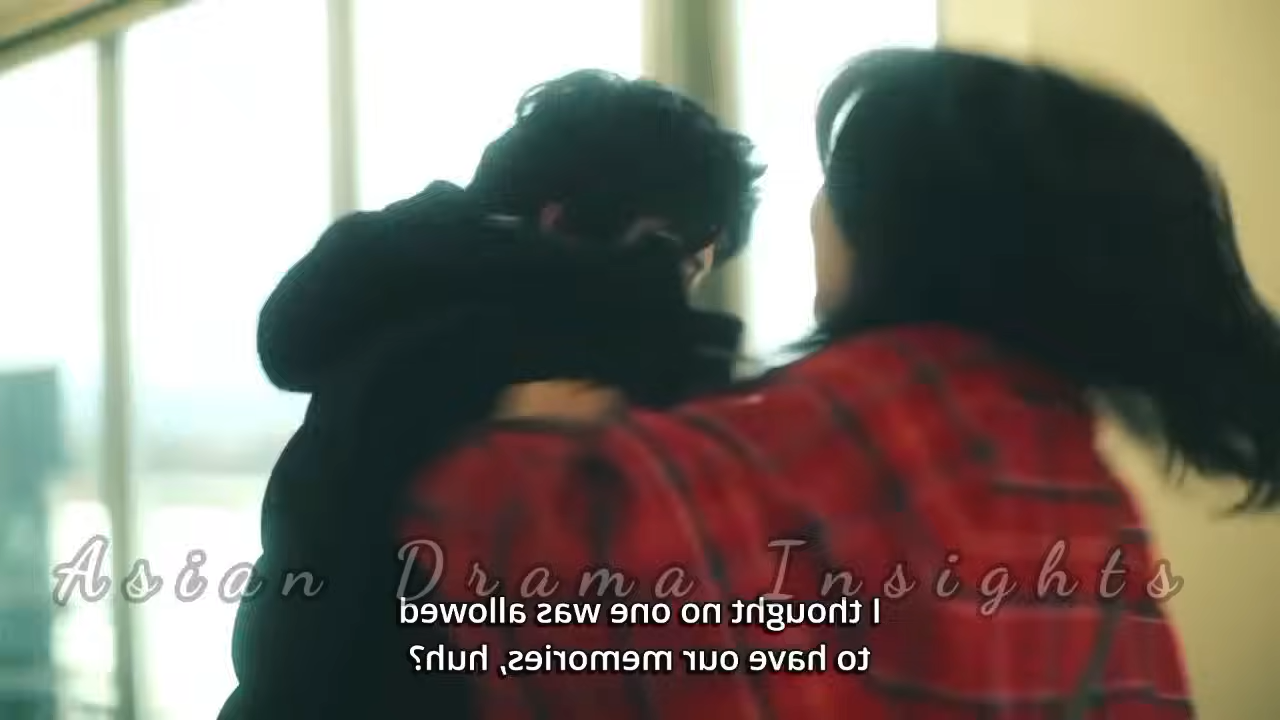 Asian Drama Insights
I thought no one was allowed
to have our memories, huh?